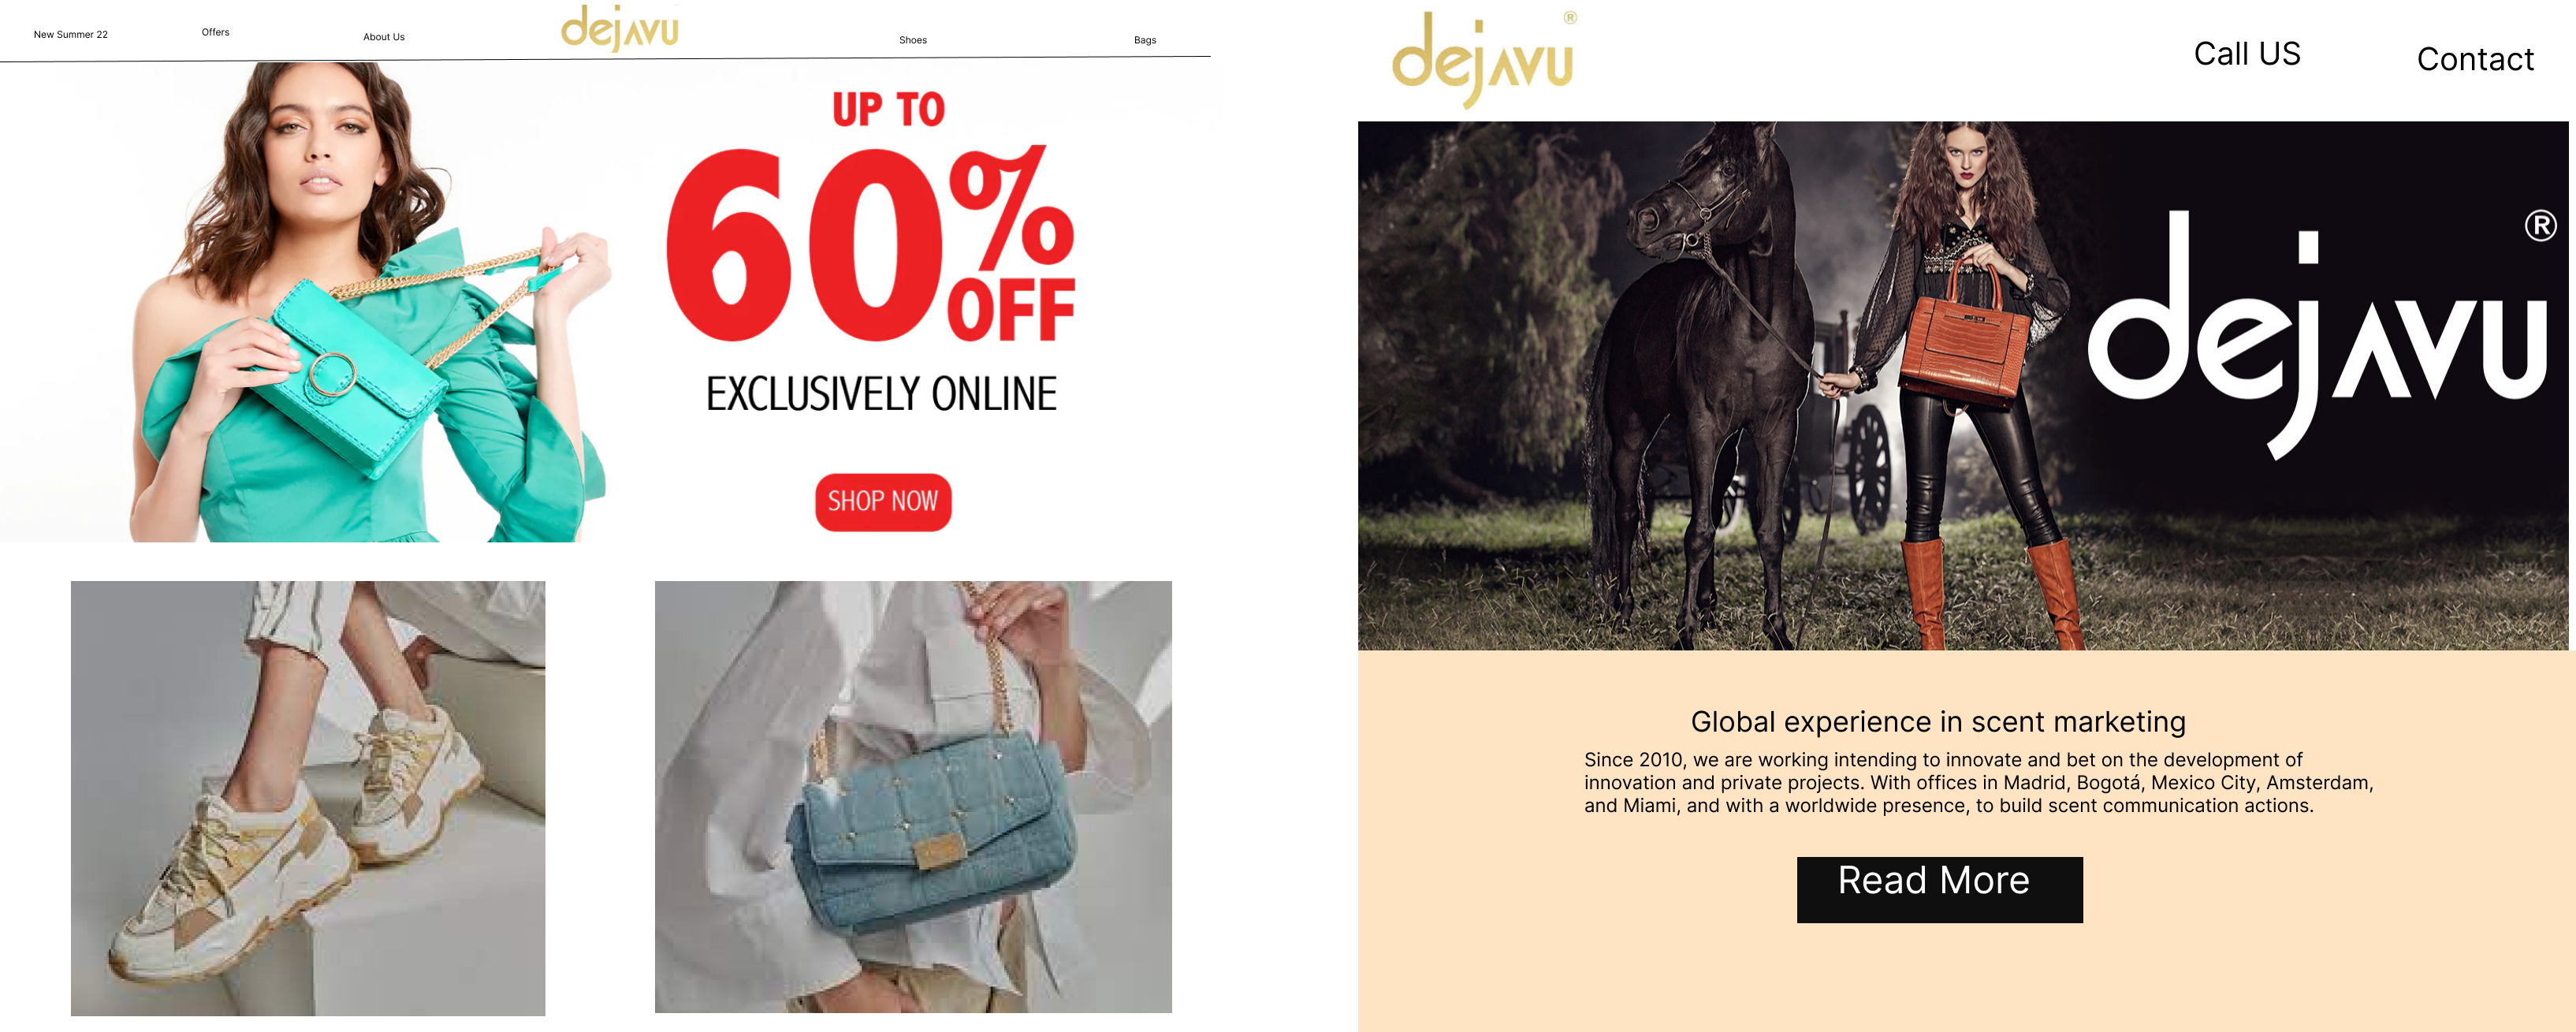 New Summer 22
Offers
About Us
dejavu
Shoes
Bags
UP TO
60%
OFF
EXCLUSIVELY ONLINE
SHOP NOW
dejavu®
Call US
Contact
dejavu®
Global experience in scent marketing
Since 2010, we are working intending to innovate and bet on the development of
innovation and private projects. With offices in Madrid, Bogotá, Mexico City, Amsterdam,
and Miami, and with a worldwide presence, to build scent communication actions.
Read More